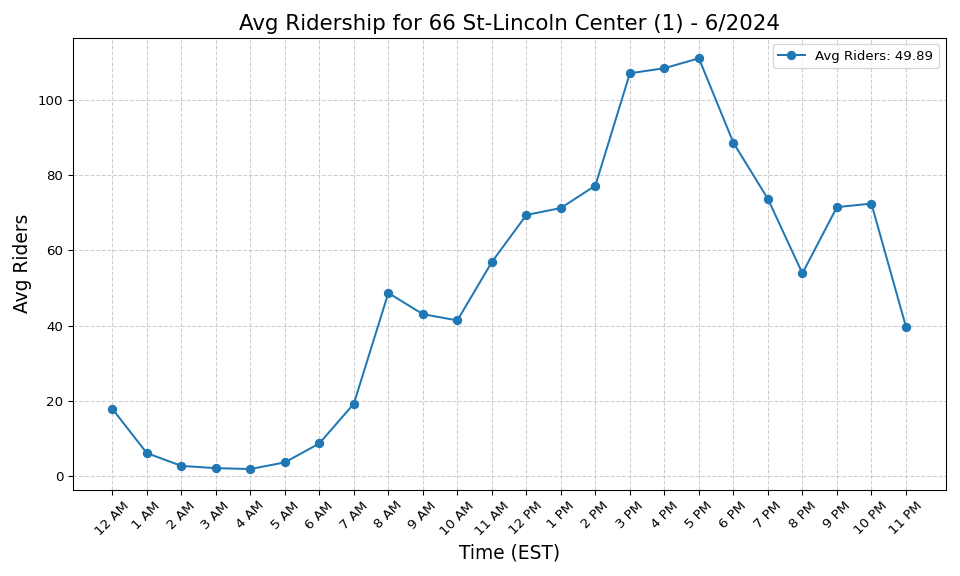 Avg Ridership for 66 St-Lincoln Center (1) - 6/2024
Avg Riders: 49.89
Avg Riders
100
80
60
40
20
0
12 AM
1 AM
2 AM
3 AM
4 AM
5 AM
6 AM
7 AM
8 AM
9 AM
10 AM
11 AM
12 PM
1 PM
2 PM
3 PM
4 PM
5 PM
6 PM
7 PM
8 PM
9 PM
10 PM
11 PM
Time (EST)